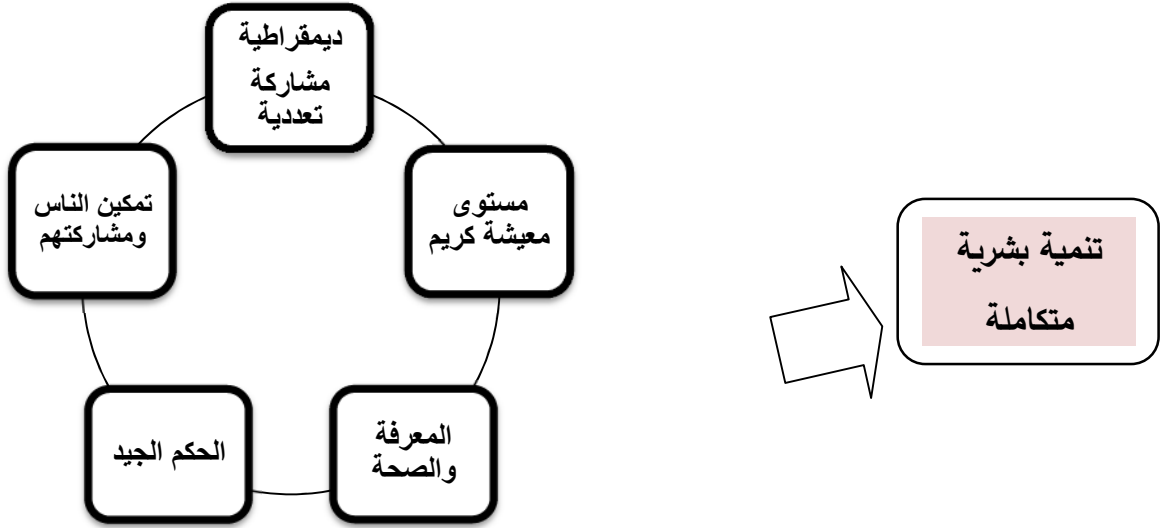 ديمقراطية
مشاركة
تعددية
مستوى
معيشة كريم
المعرفة
والصحة
الحكم الجيد
تمكين الناس
ومشاركتهم
تنمية بشرية
متكاملة